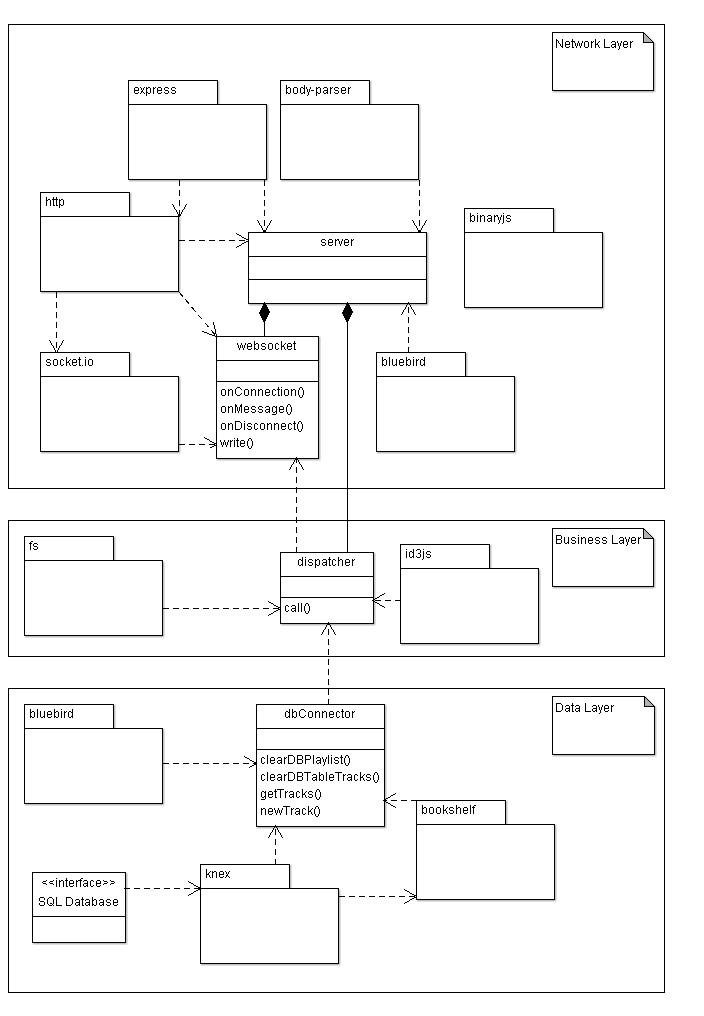 Network Layer
express
body-parser
http
binaryjs
server
websocket
onConnection()
onMessage()
onDisconnect()
write()
socket.io
bluebird
Business Layer
fs
dispatcher
call()
id3js
Data Layer
bluebird
dbConnector
clearDBPlaylist()
clearDBTableTracks()
getTracks()
newTrack()
bookshelf
knex
<<interface>>
SQL Database